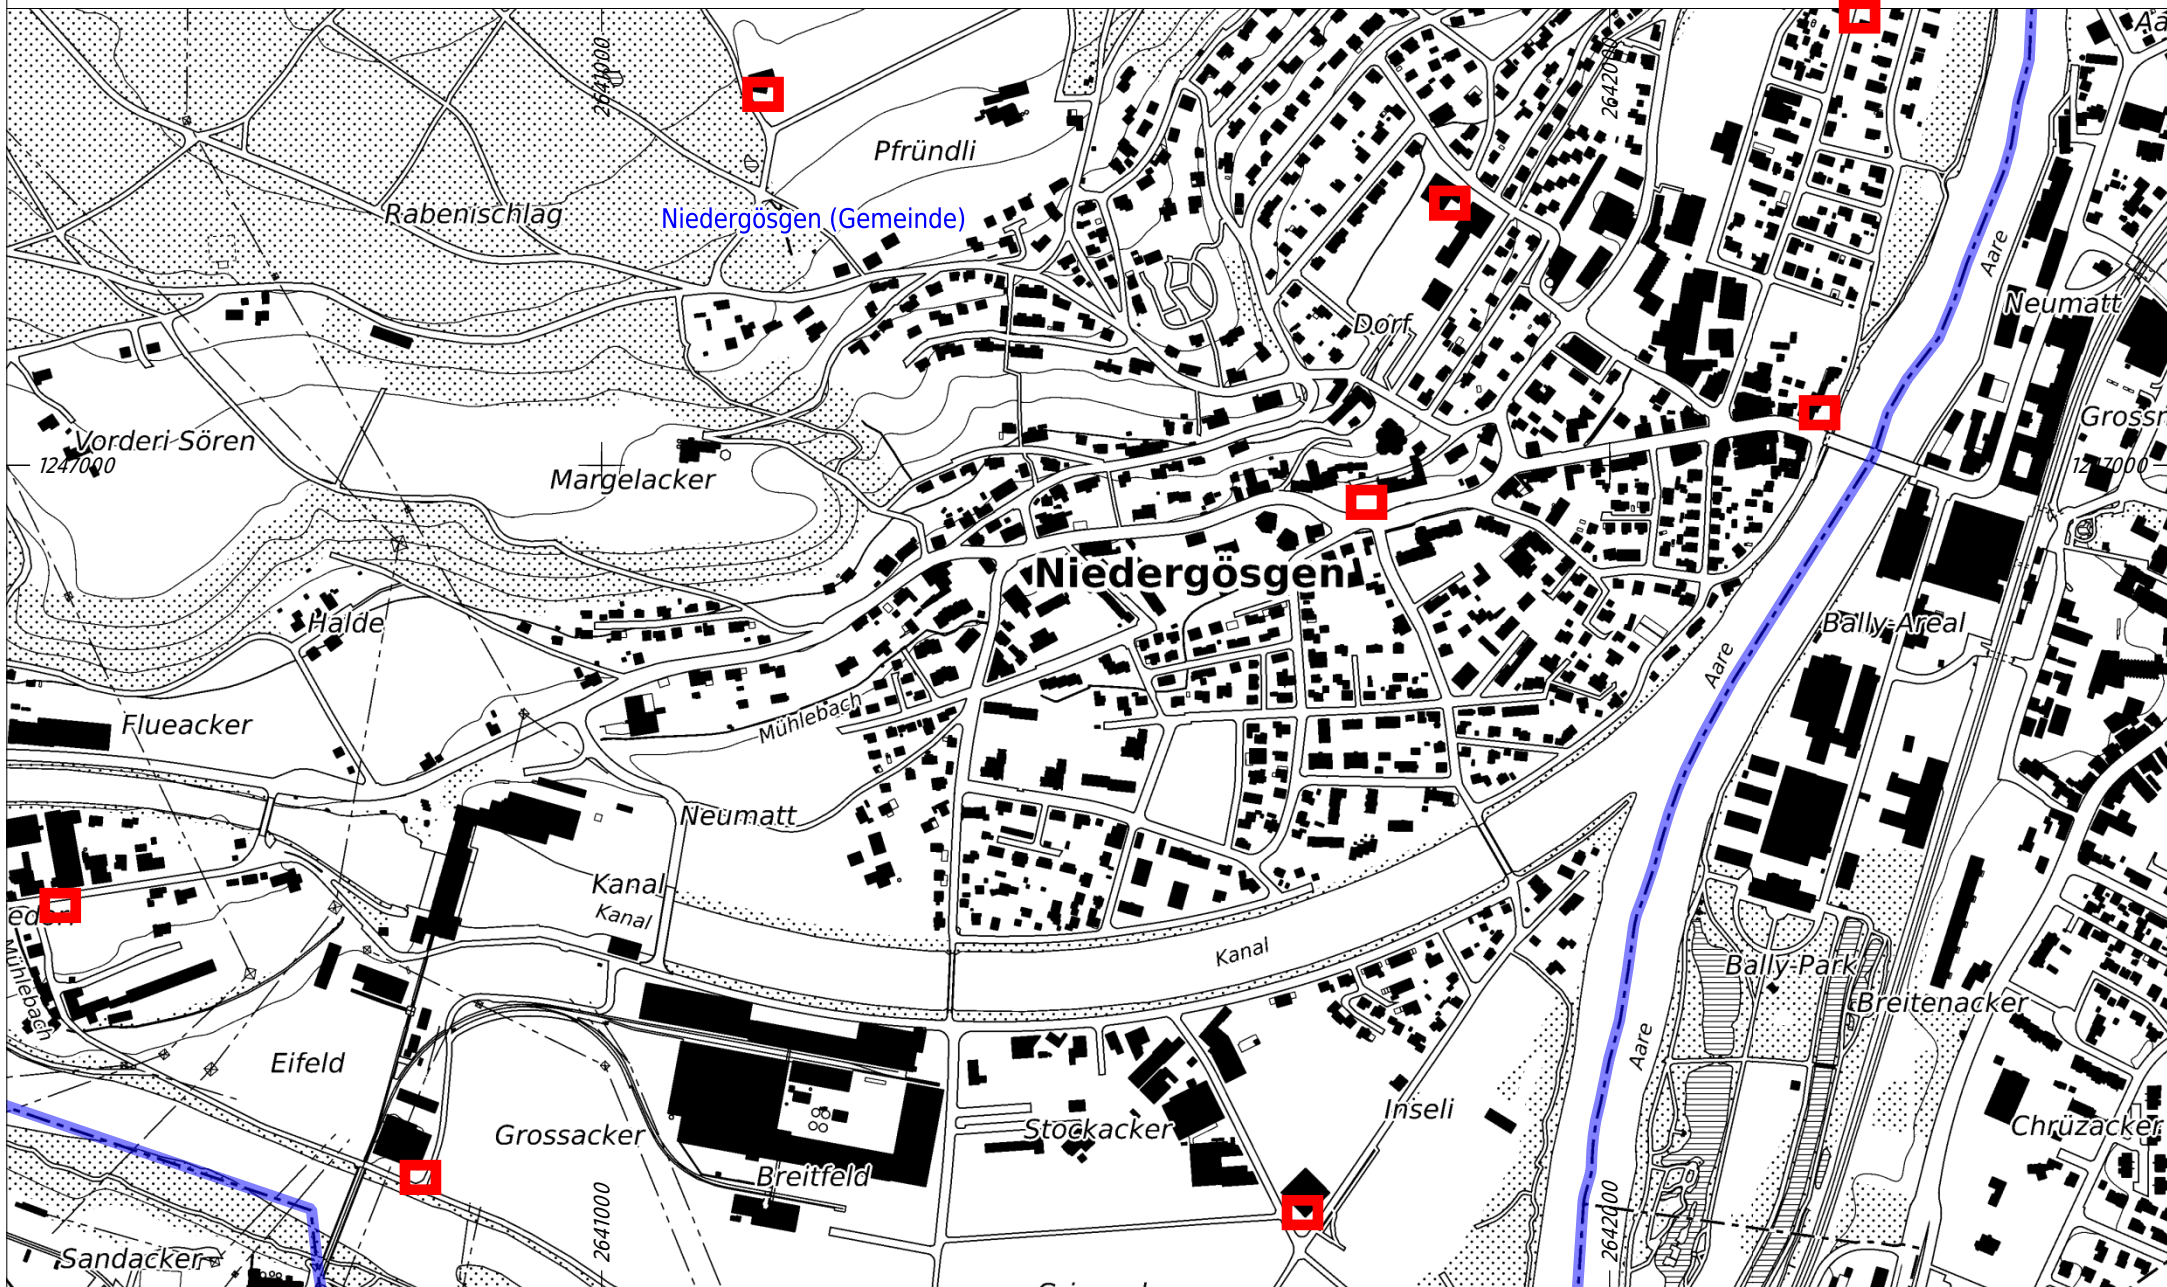 2641000
2642000
Pfründli
Rabenischlag
Niedergösgen (Gemeinde)
Aare
Neumatt
Dorf
Vorderi Sören
1247000
Margelacker
1247000
Niedergösgen
Halde
Bally-Areal
Aare
Flueacker
Mühlebach
Neumatt
Kanal
Kanal
Kanal
Bally-Park
Mühlebach
Breitenacker
Aare
Eifeld
Inseli
Grossacker
Stockacker
Chrüzacker
Breitfeld
2641000
2642000
Sandacker